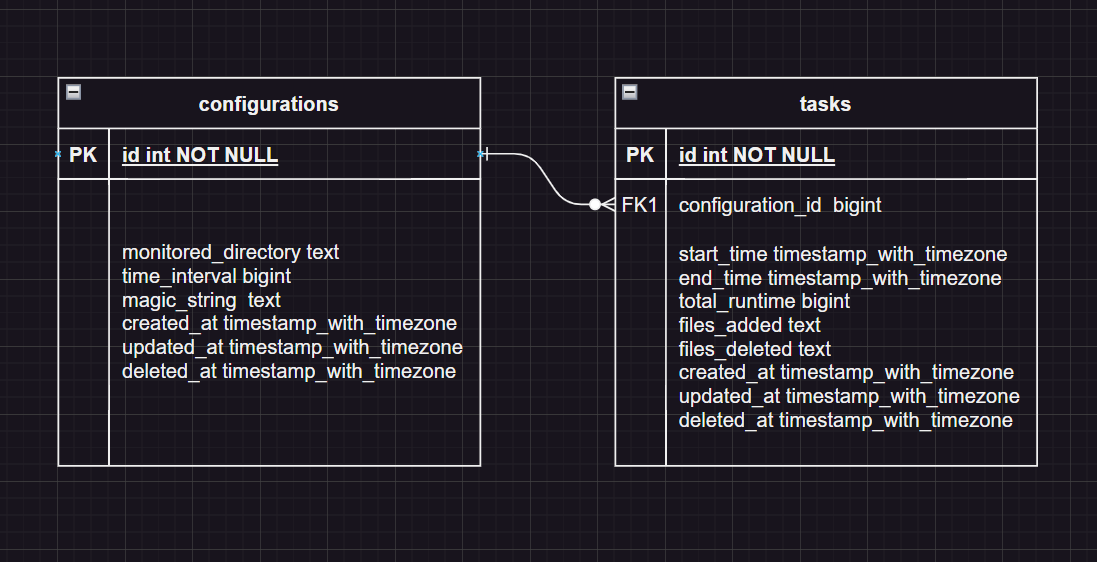 configurations
PK id int NOT NULL
monitored_directory text
time_interval bigint
magic_string  text
created_at timestamp_with_timezone
updated_at timestamp_with_timezone
deleted_at timestamp_with_timezone
tasks
PK id int NOT NULL
FK1 configuration_id  bigint
start_time timestamp_with_timezone
end_time timestamp_with_timezone
total_runtime bigint
files_added text
files_deleted text
created_at timestamp_with_timezone
updated_at timestamp_with_timezone
deleted_at timestamp_with_timezone